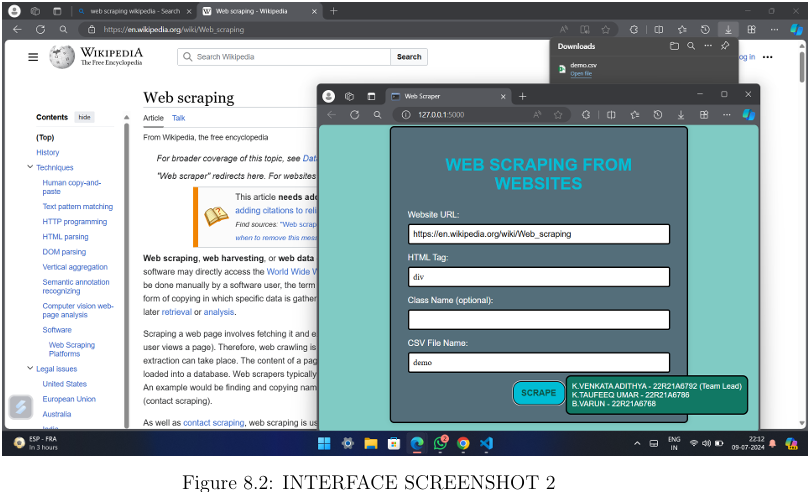 web scraping wikipedia - Search
Web scraping - Wikipedia
https://en.wikipedia.org/wiki/Web_scraping
WIKIPEDIA
The Free Encyclopedia
Search Wikipedia
Search
Downloads
demo.csv
Open file
og in
Contents
hide
(Top)
History
Techniques
Human copy-and-
paste
Text pattern matching
HTTP programming
HTML parsing
DOM parsing
Vertical aggregation
Semantic annotation
recognizing
Computer vision web-
page analysis
Software
Web Scraping
Platforms
Legal issues
United States
European Union
Australia
India
Web scraping
Article Talk
From Wikipedia, the free encyclopedia
For broader coverage of this topic, see Data
"Web scraper" redirects here. For websites
This article needs add
adding citations to reli
Find sources: "Web scrap
when to remove this mess
Web scraping, web harvesting, or web data
software may directly access the World Wide W
be done manually by a software user, the term
form of copying in which specific data is gather
later retrieval or analysis.
Scraping a web page involves fetching it and e
user views a page). Therefore, web crawling is
extraction can take place. The content of a pag
loaded into a database. Web scrapers typically
An example would be finding and copying nam
(contact scraping).
As well as contact scraping, web scraping is us
Web Scraper
127.0.0.1:5000
WEB SCRAPING FROM
WEBSITES
Website URL:
https://en.wikipedia.org/wiki/Web_scraping
HTML Tag:
div
Class Name (optional):
CSV File Name:
demo
SCRAPE
K.VENKATA ADITHYA - 22R21A6792 (Team Lead)
K.TAUFEEQ UMAR - 22R21A6786
B.VARUN - 22R21A6768
ESP - FRA
In 3 hours
2
ENG
IN
22:12
09-07-2024
Figure 8.2: INTERFACE SCREENSHOT 2